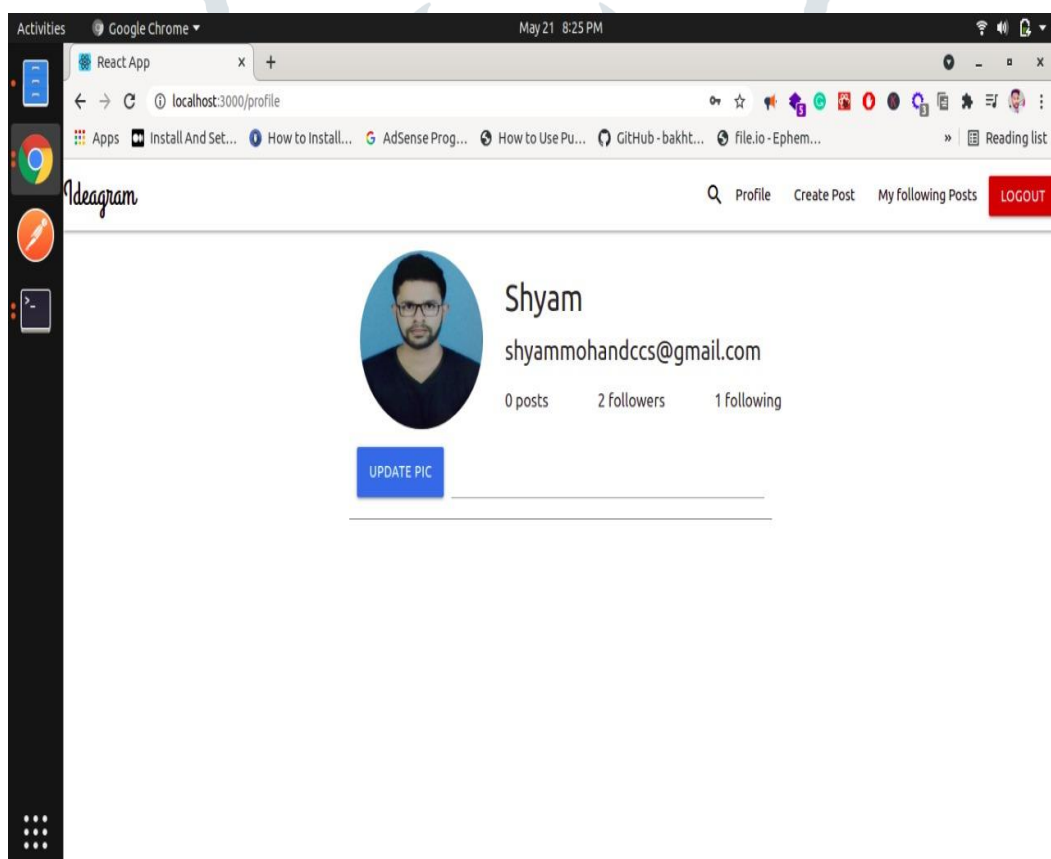 Activities Google Chrome May 21 8:25 PM
React App x +
localhost:3000/profile
Apps Install And Set... How to Install... AdSense Prog... How to Use Pu... GitHub - bakht... file.io - Ephem... » Reading list
Ideagram Profile Create Post My following Posts LOGOUT
Shyam
shyammohandccs@gmail.com
0 posts 2 followers 1 following
UPDATE PIC